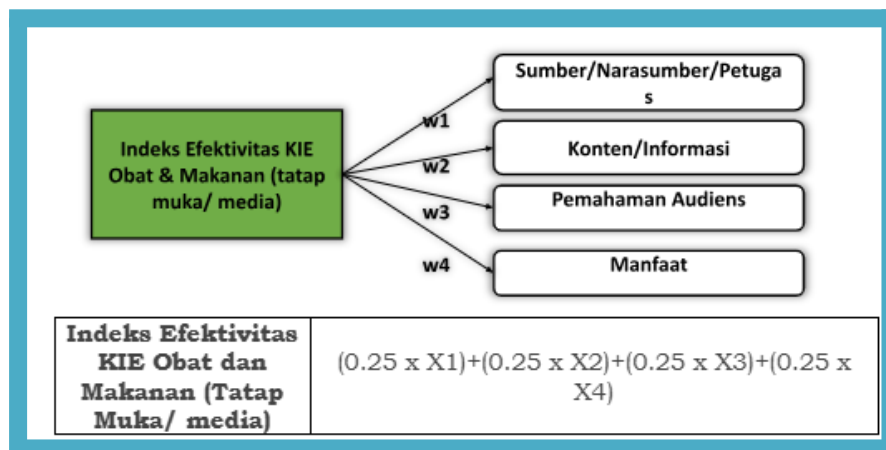 Sumber/Narasumber/Petuga
s
w1
Indeks Efektivitas KIE
Obat & Makanan (tatap
muka/ media)
w2
Konten/Informasi
w3
Pemahaman Audiens
w4
Manfaat
Indeks Efektivitas
KIE Obat dan
Makanan (Tatap
Muka/ media)
(0.25 x X1)+(0.25 x X2)+(0.25 x X3)+(0.25 x
X4)